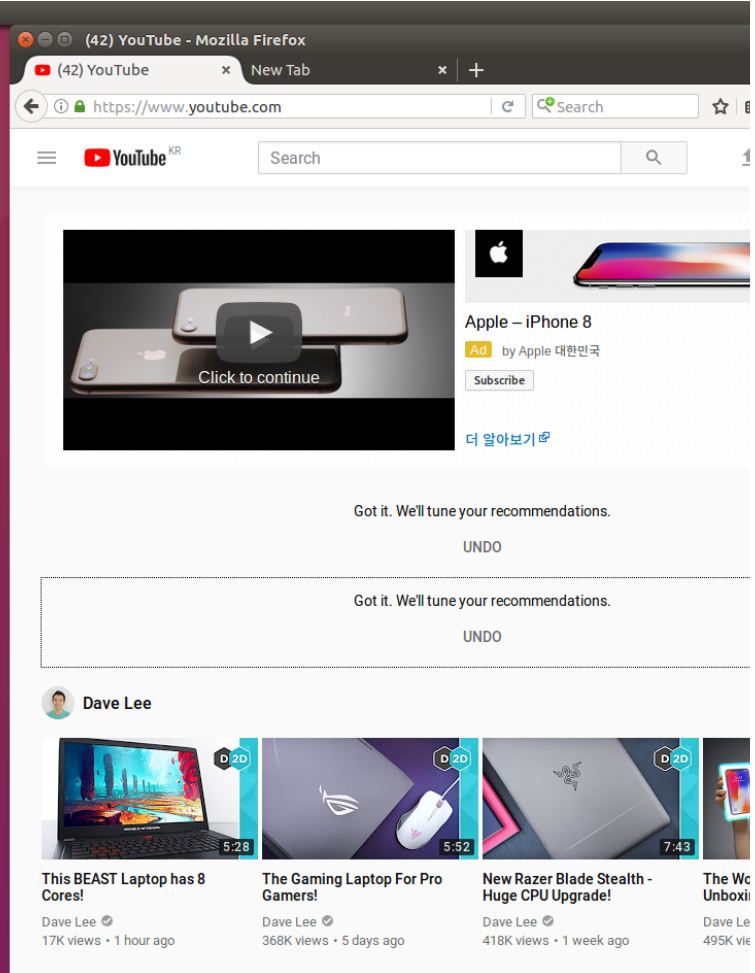 (42) YouTube - Mozilla Firefox
(42) YouTube
New Tab
https://www.youtube.com
Search
YouTube KR
Search
Click to continue
Apple – iPhone 8
Ad by Apple 대한민국
Subscribe
더 알아보기
Got it. We'll tune your recommendations.
UNDO
Got it. We'll tune your recommendations.
UNDO
Dave Lee
D 2D
5:28
D 2D
5:52
D 2D
7:43
This BEAST Laptop has 8
Cores!
Dave Lee
17K views • 1 hour ago
The Gaming Laptop For Pro
Gamers!
Dave Lee
368K views • 5 days ago
New Razer Blade Stealth -
Huge CPU Upgrade!
Dave Lee
418K views • 1 week ago
The
Dave
495K